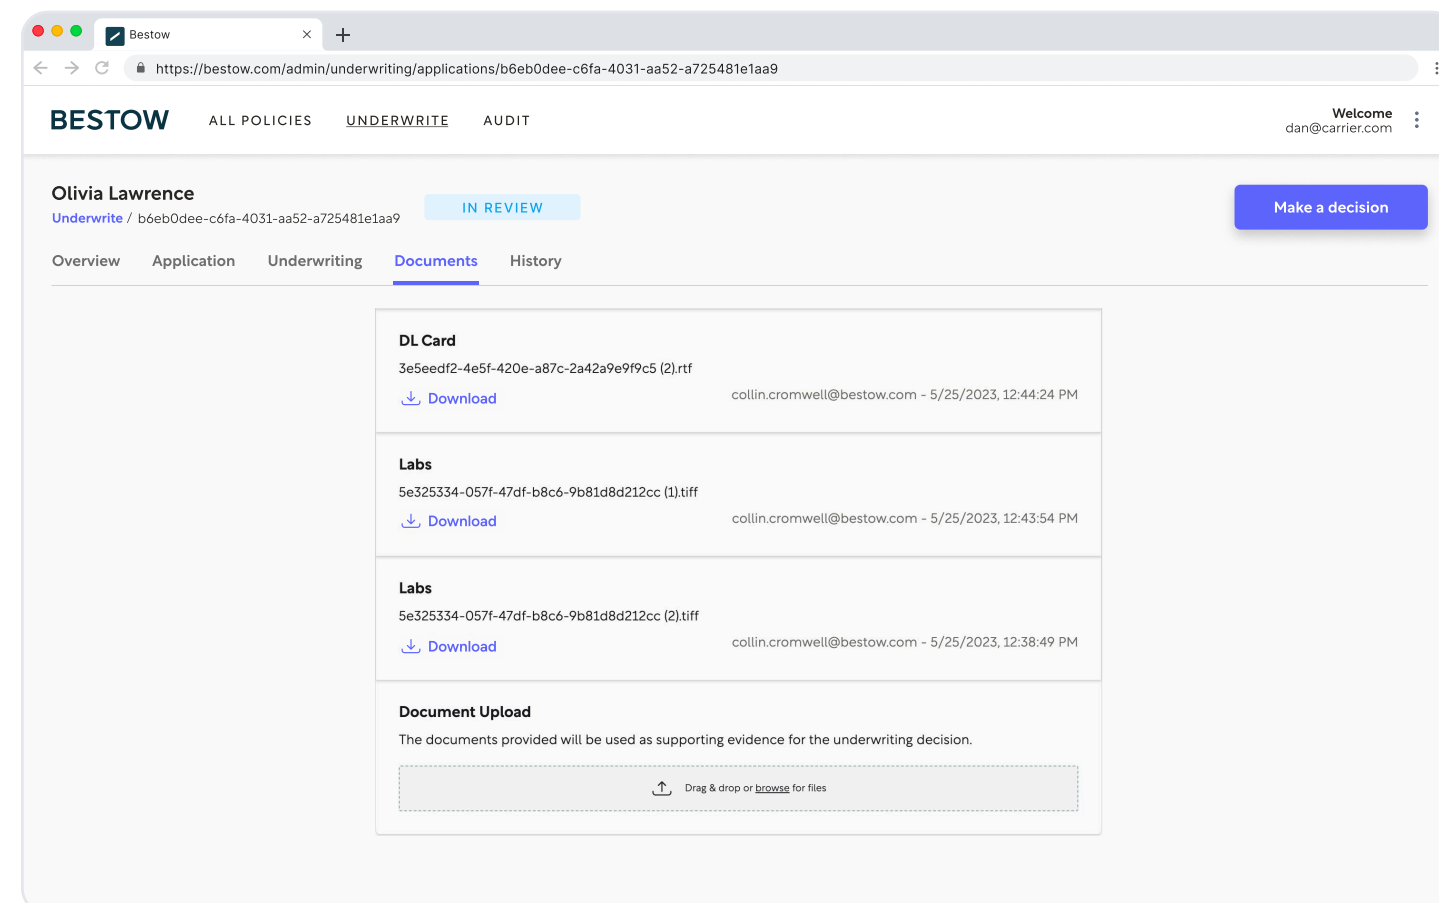 Bestow
https://bestow.com/admin/underwriting/applications/b6eb0dee-c6fa-4031-aa52-a725481e1aa9
BESTOW ALL POLICIES UNDERWRITE AUDIT
Welcome
dan@carrier.com
Olivia Lawrence
Underwrite / b6eb0dee-c6fa-4031-aa52-a725481e1aa9
IN REVIEW
Make a decision
Overview Application Underwriting Documents History
DL Card
3e5eedf2-4e5f-420e-a87c-2a42a9e9f9c5 (2).rtf
Download
collin.cromwell@bestow.com - 5/25/2023, 12:44:24 PM
Labs
5e325334-057f-47df-b8c6-9b81d8d212cc (1).tiff
Download
collin.cromwell@bestow.com - 5/25/2023, 12:43:54 PM
Labs
5e325334-057f-47df-b8c6-9b81d8d212cc (2).tiff
Download
collin.cromwell@bestow.com - 5/25/2023, 12:38:49 PM
Document Upload
The documents provided will be used as supporting evidence for the underwriting decision.
Drag & drop or browse for files